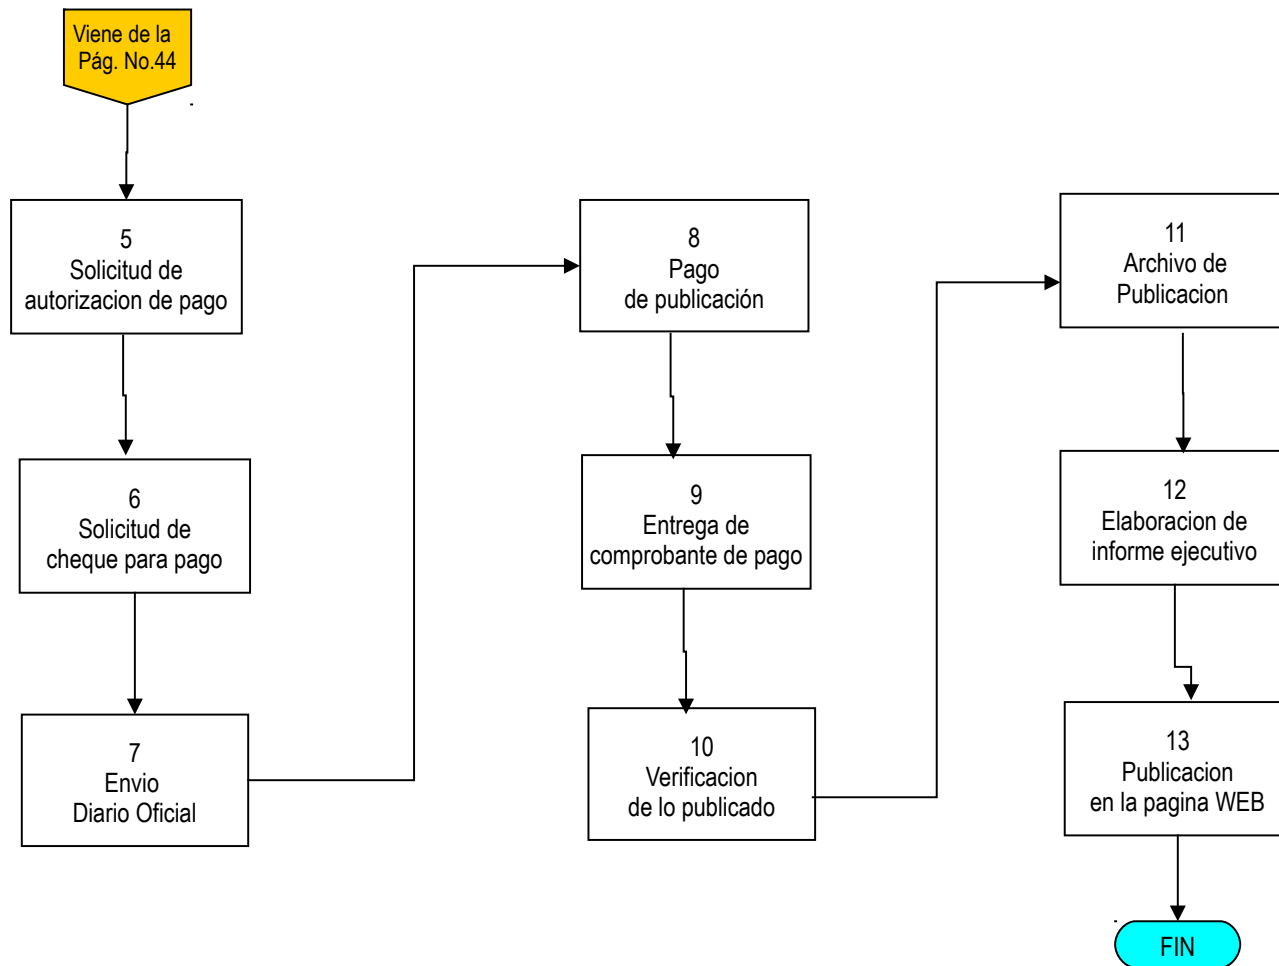 Viene de la
Pág. No.44
5
Solicitud de
autorizacion de pago
6
Solicitud de
cheque para pago
7
Envio
Diario Oficial
8
Pago
de publicación
9
Entrega de
comprobante de pago
10
Verificacion
de lo publicado
11
Archivo de
Publicacion
12
Elaboracion de
informe ejecutivo
13
Publicacion
en la pagina WEB
FIN